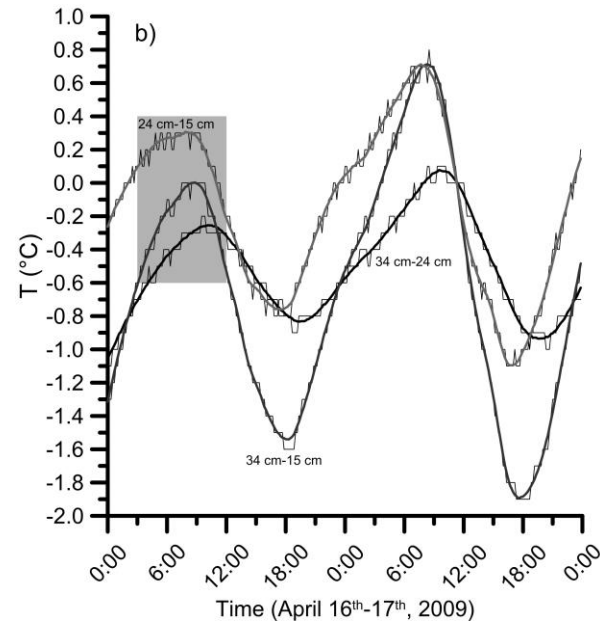 b)
1.0
0.8
0.6
0.4
0.2
0.0
-0.2
-0.4
-0.6
-0.8
-1.0
-1.2
-1.4
-1.6
-1.8
-2.0
T (°C)
24 cm-15 cm
34 cm-24 cm
34 cm-15 cm
0:00 6:00 12:00 18:00 0:00 6:00 12:00 18:00 0:00
Time (April 16th-17th, 2009)